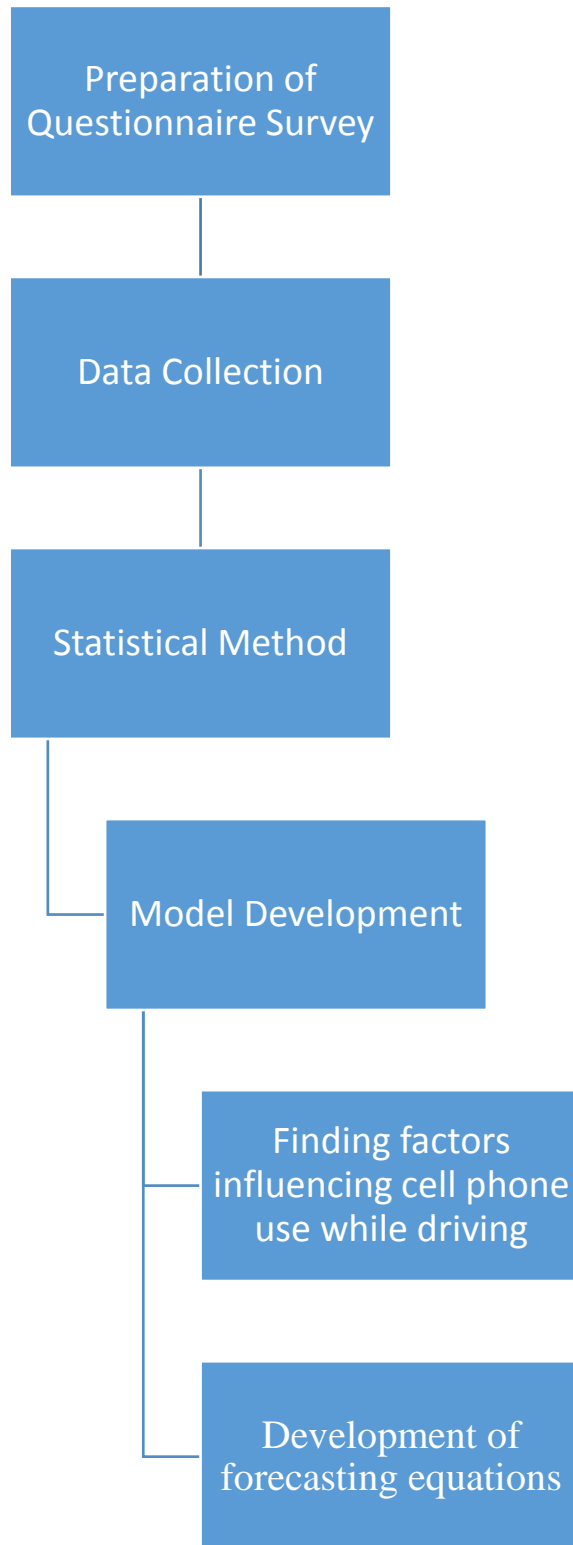 Preparation of
Questionnaire Survey
Data Collection
Statistical Method
Model Development
Finding factors
influencing cell phone
use while driving
Development of
forecasting equations